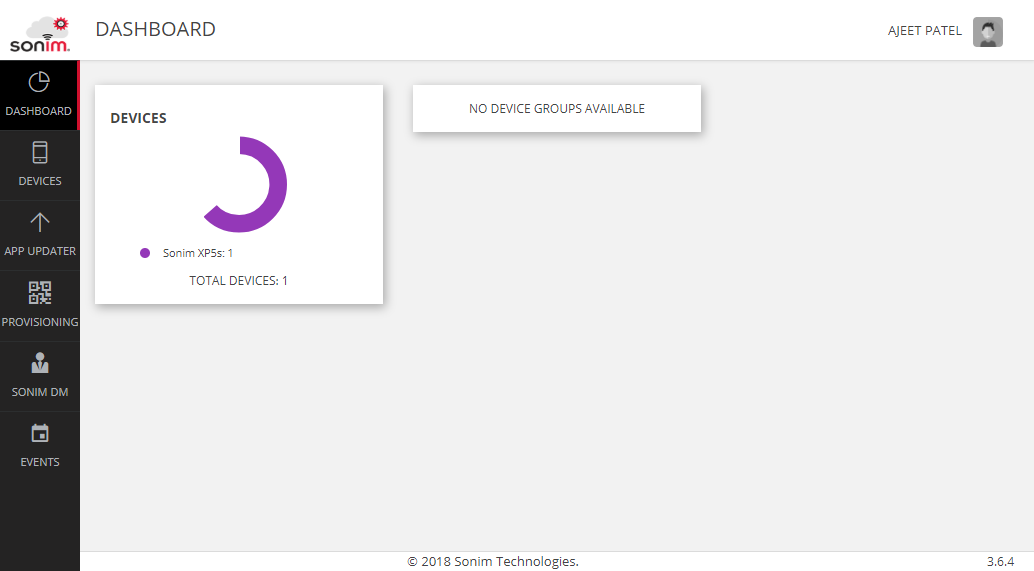 sonim
DASHBOARD
AJEET PATEL
DASHBOARD
DEVICES
APP UPDATER
PROVISIONING
SONIM DM
EVENTS
DEVICES
Sonim XP5s: 1
TOTAL DEVICES: 1
NO DEVICE GROUPS AVAILABLE
© 2018 Sonim Technologies.
3.6.4